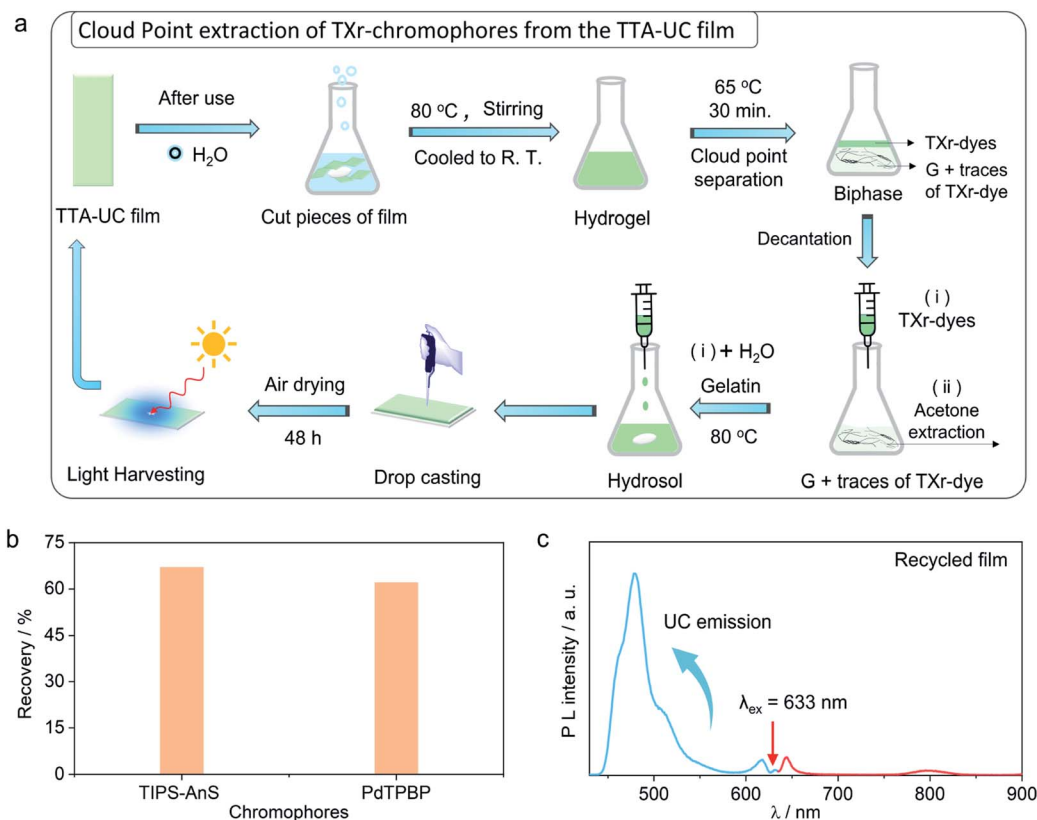 a
Cloud Point extraction of TXr-chromophores from the TTA-UC film
After use
H₂O
80 °C , Stirring
Cooled to R. T.
65 °C
30 min.
Cloud point
separation
TXr-dyes
G + traces
of TXr-dye
TTA-UC film
Cut pieces of film
Hydrogel
Biphase
Decantation
( i )
TXr-dyes
( i ) + H₂O
Gelatin
80 °C
( ii )
Acetone
extraction
Air drying
48 h
Light Harvesting
Drop casting
Hydrosol
G + traces of TXr-dye
b
Recovery / %
75
60
45
30
15
0
TIPS-AnS
PdTPBP
Chromophores
c
Recycled film
P L intensity / a. u.
UC emission
λex = 633 nm
500
600
700
800
900
λ / nm